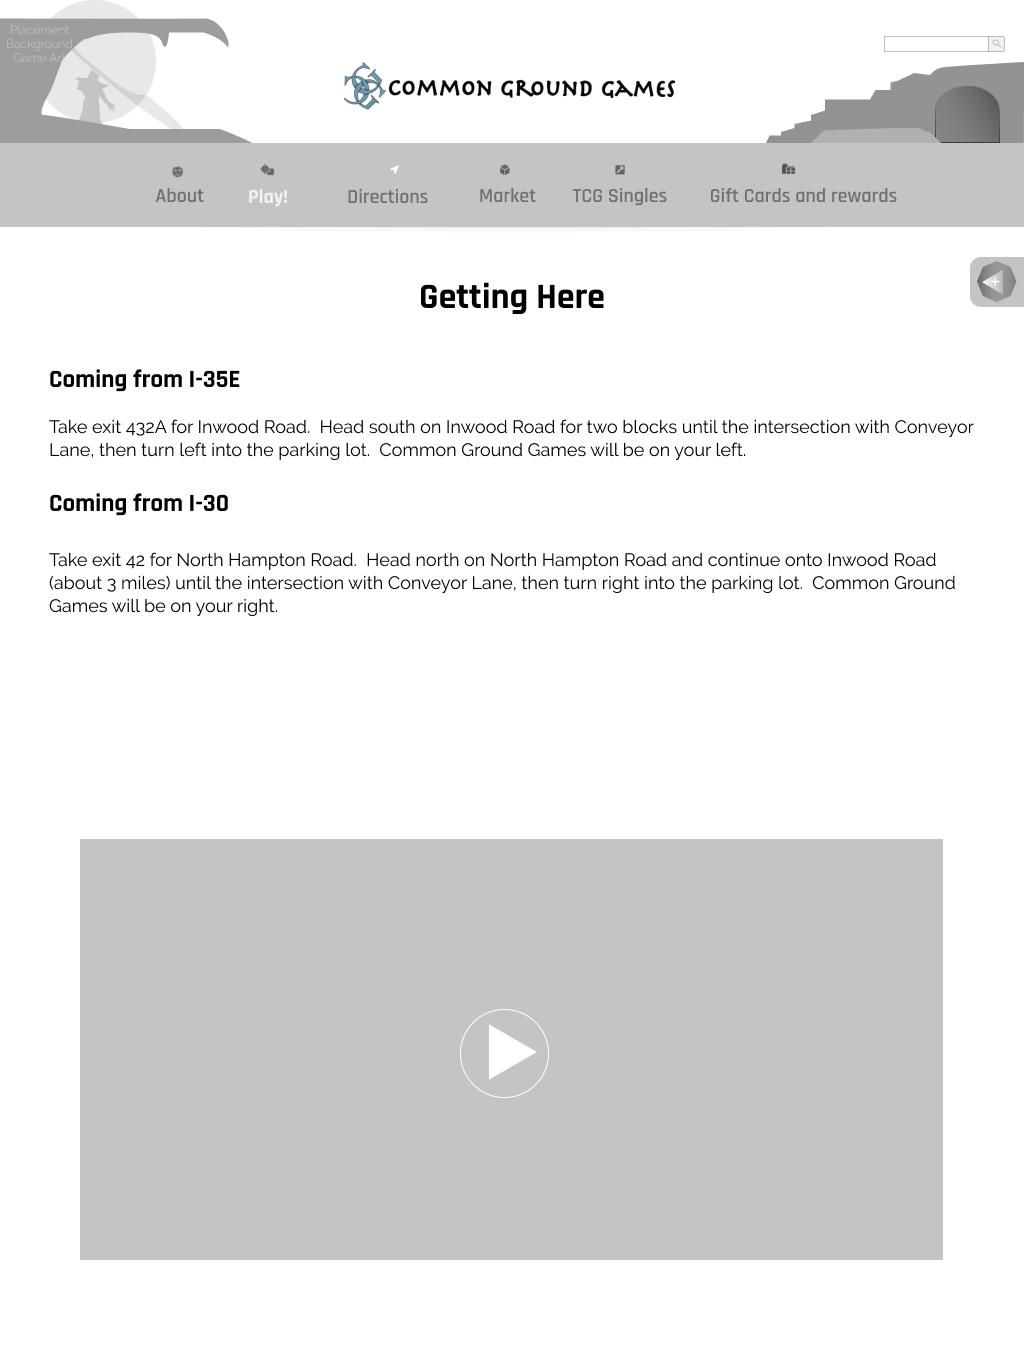 Placement
Background
Game Art
COMMON GROUND GAMES
About
Play!
Directions
Market
TCG Singles
Gift Cards and rewards
Getting Here
Coming from I-35E
Take exit 432A for Inwood Road.  Head south on Inwood Road for two blocks until the intersection with Conveyor
Lane, then turn left into the parking lot.  Common Ground Games will be on your left.
Coming from I-30
Take exit 42 for North Hampton Road.  Head north on North Hampton Road and continue onto Inwood Road
(about 3 miles) until the intersection with Conveyor Lane, then turn right into the parking lot.  Common Ground
Games will be on your right.